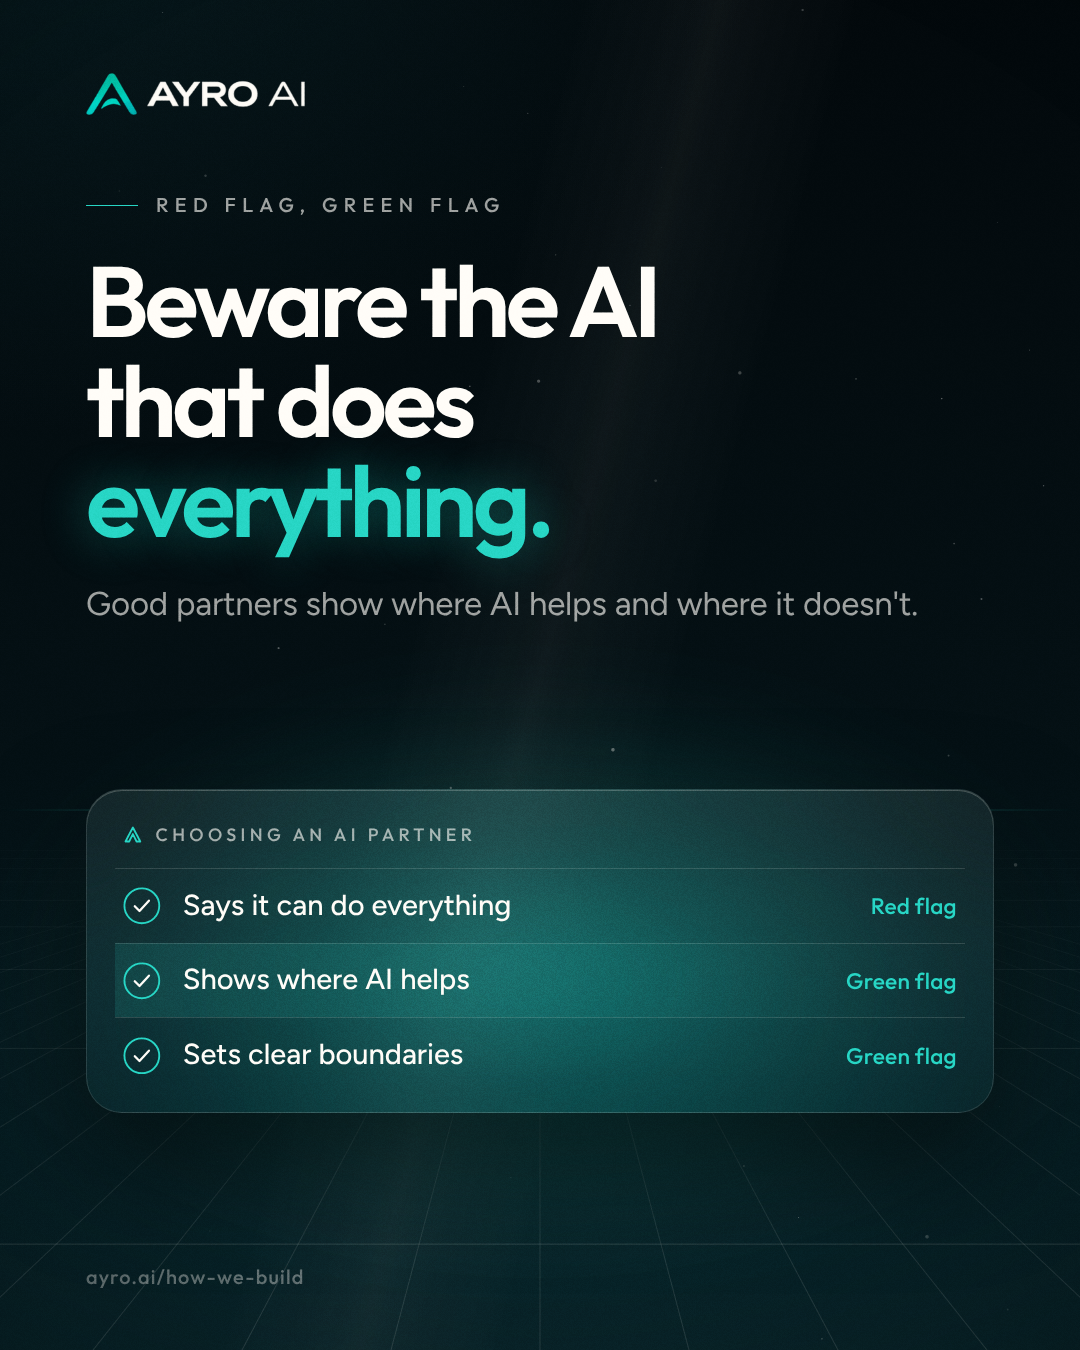 AYRO AI
RED FLAG, GREEN FLAG
Beware the AI
that does
everything.
Good partners show where AI helps and where it doesn't.
CHOOSING AN AI PARTNER
Says it can do everything Red flag
Shows where AI helps Green flag
Sets clear boundaries Green flag
ayro.ai/how-we-build